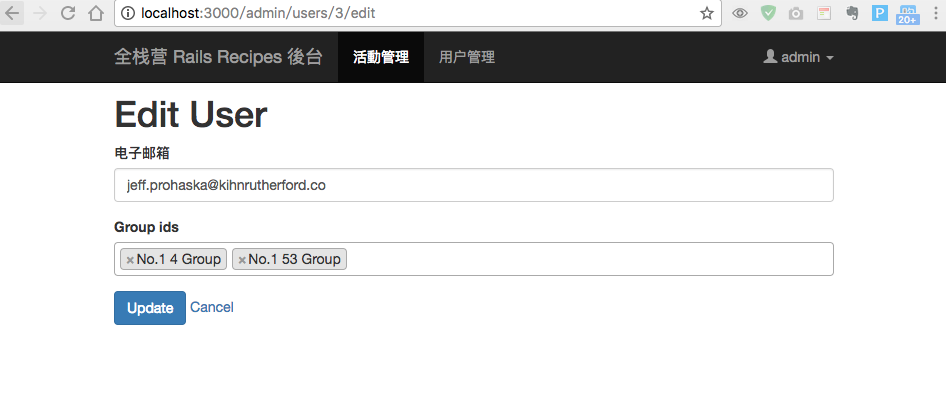 localhost:3000/admin/users/3/edit
20+
全栈营 Rails Recipes 後台 活動管理 用户管理 admin
Edit User
电子邮箱
jeff.prohaska@kihnrutherford.co
Group ids
×No.1 4 Group ×No.1 53 Group
Update Cancel